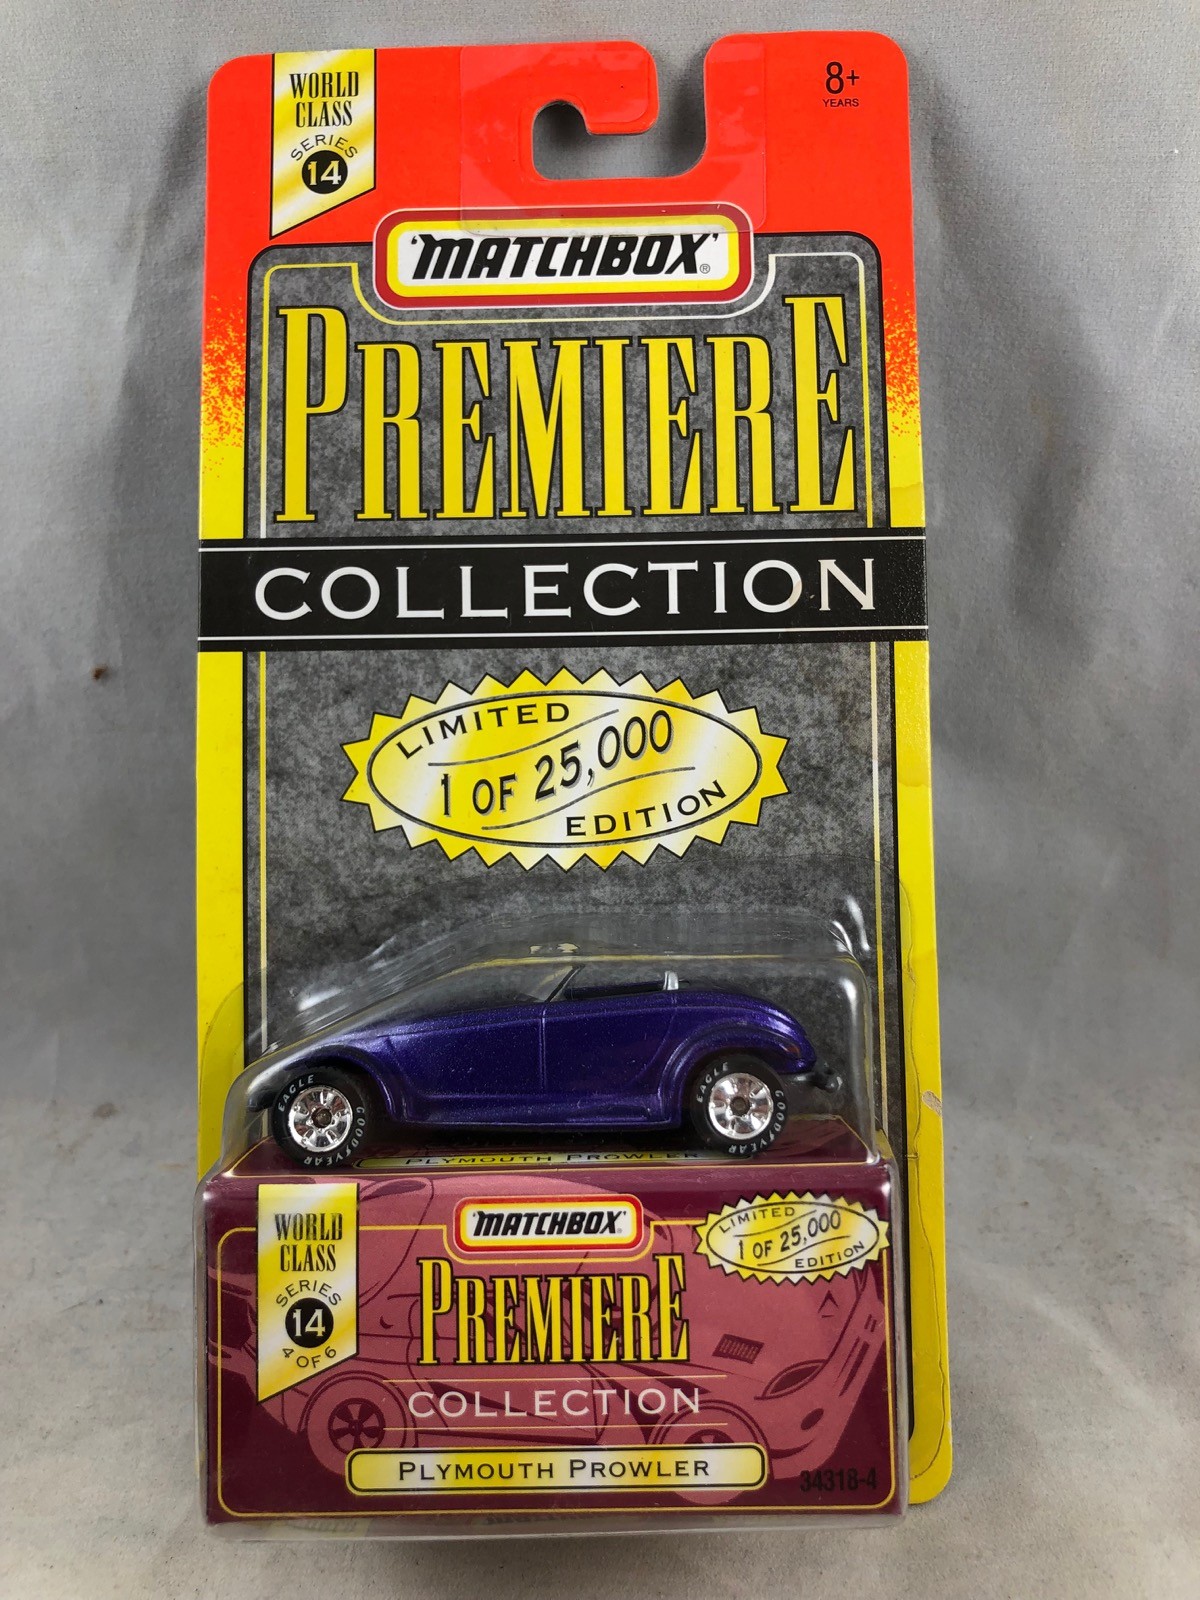 WORLD
CLASS
SERIES
14
8+
YEARS
'MATCHBOX'®
PREMIERE
COLLECTION
LIMITED
1 OF 25,000
EDITION
EAGLE
GOODYEAR
EAGLE
GOODYEAR
PLYMOUTH PROWLER
WORLD
CLASS
SERIES
14
4 OF 6
'MATCHBOX'
PREMIERE
COLLECTION
LIMITED
1 OF 25,000
EDITION
PLYMOUTH PROWLER
34318-4